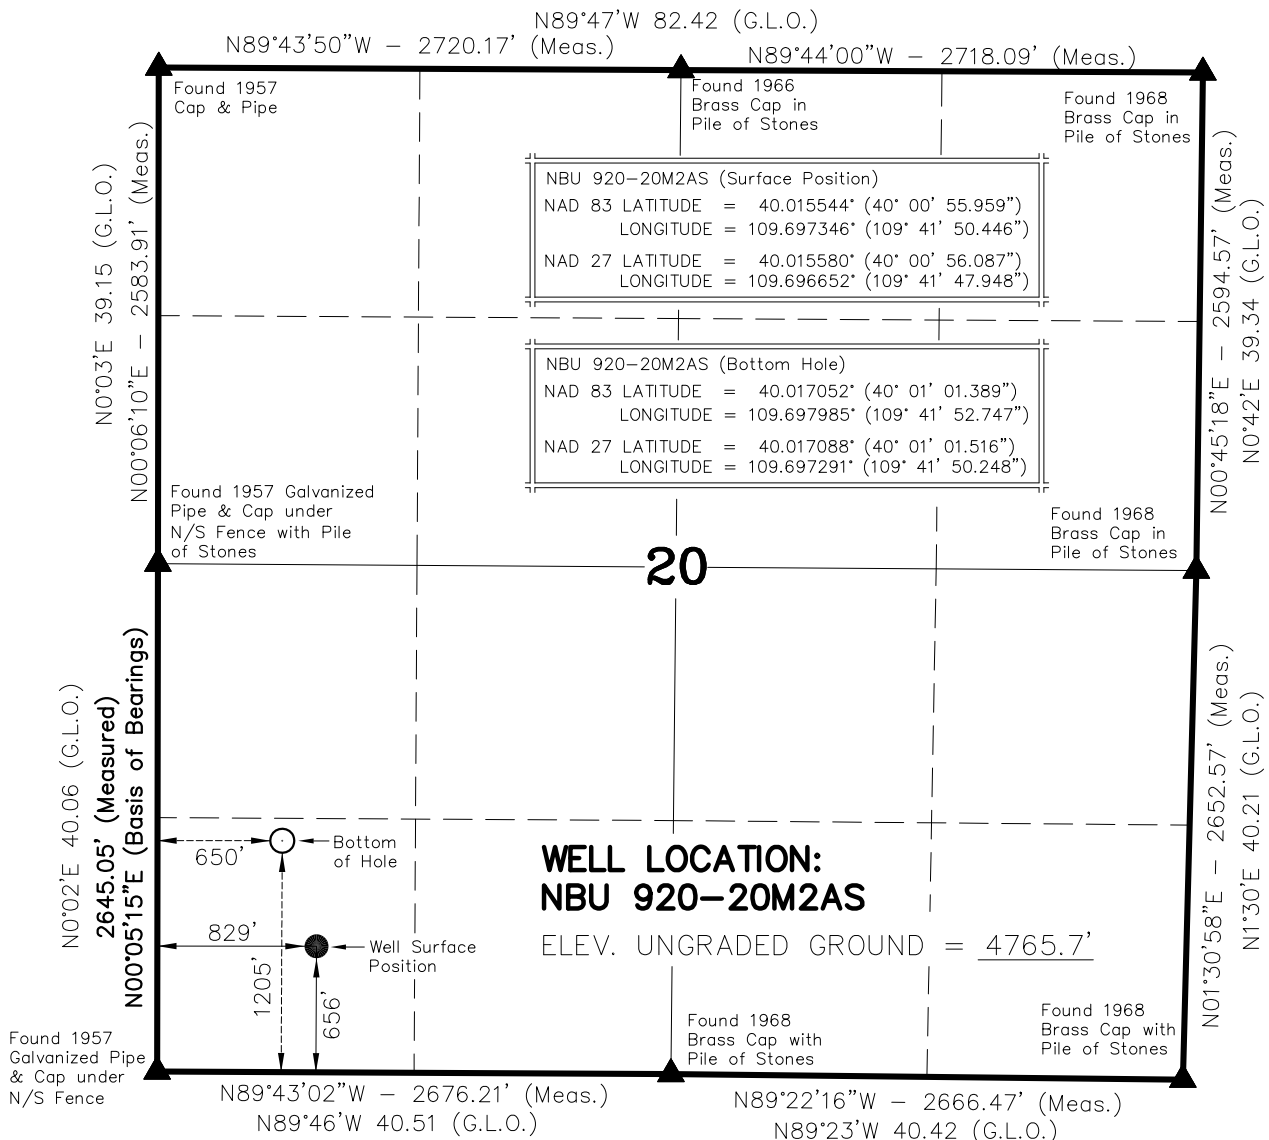 N89°47'W 82.42 (G.L.O.)
N89°43'50"W - 2720.17' (Meas.)
N89°44'00"W - 2718.09' (Meas.)
Found 1957
Cap & Pipe
Found 1966
Brass Cap in
Pile of Stones
Found 1968
Brass Cap in
Pile of Stones
N0°03'E 39.15 (G.L.O.)
N00°06'10"E - 2583.91' (Meas.)
NBU 920-20M2AS (Surface Position)
NAD 83 LATITUDE = 40.015544° (40° 00' 55.959")
LONGITUDE = 109.697346° (109° 41' 50.446")
NAD 27 LATITUDE = 40.015580° (40° 00' 56.087")
LONGITUDE = 109.696652° (109° 41' 47.948")
N00°45'18"E - 2594.57' (Meas.)
N0°42'E 39.34 (G.L.O.)
NBU 920-20M2AS (Bottom Hole)
NAD 83 LATITUDE = 40.017052° (40° 01' 01.389")
LONGITUDE = 109.697985° (109° 41' 52.747")
NAD 27 LATITUDE = 40.017088° (40° 01' 01.516")
LONGITUDE = 109.697291° (109° 41' 50.248")
Found 1957 Galvanized
Pipe & Cap under
N/S Fence with Pile
of Stones
Found 1968
Brass Cap in
Pile of Stones
20
N0°02'E 40.06 (G.L.O.)
2645.05' (Measured)
N00°05'15"E (Basis of Bearings)
N01°30'58"E - 2652.57' (Meas.)
N1°30'E 40.21 (G.L.O.)
650'
Bottom
of Hole
829'
Well Surface
Position
1205'
656'
WELL LOCATION:
NBU 920-20M2AS
ELEV. UNGRADED GROUND = 4765.7'
Found 1957
Galvanized Pipe
& Cap under
N/S Fence
Found 1968
Brass Cap with
Pile of Stones
Found 1968
Brass Cap with
Pile of Stones
N89°43'02"W - 2676.21' (Meas.)
N89°46'W 40.51 (G.L.O.)
N89°22'16"W - 2666.47' (Meas.)
N89°23'W 40.42 (G.L.O.)